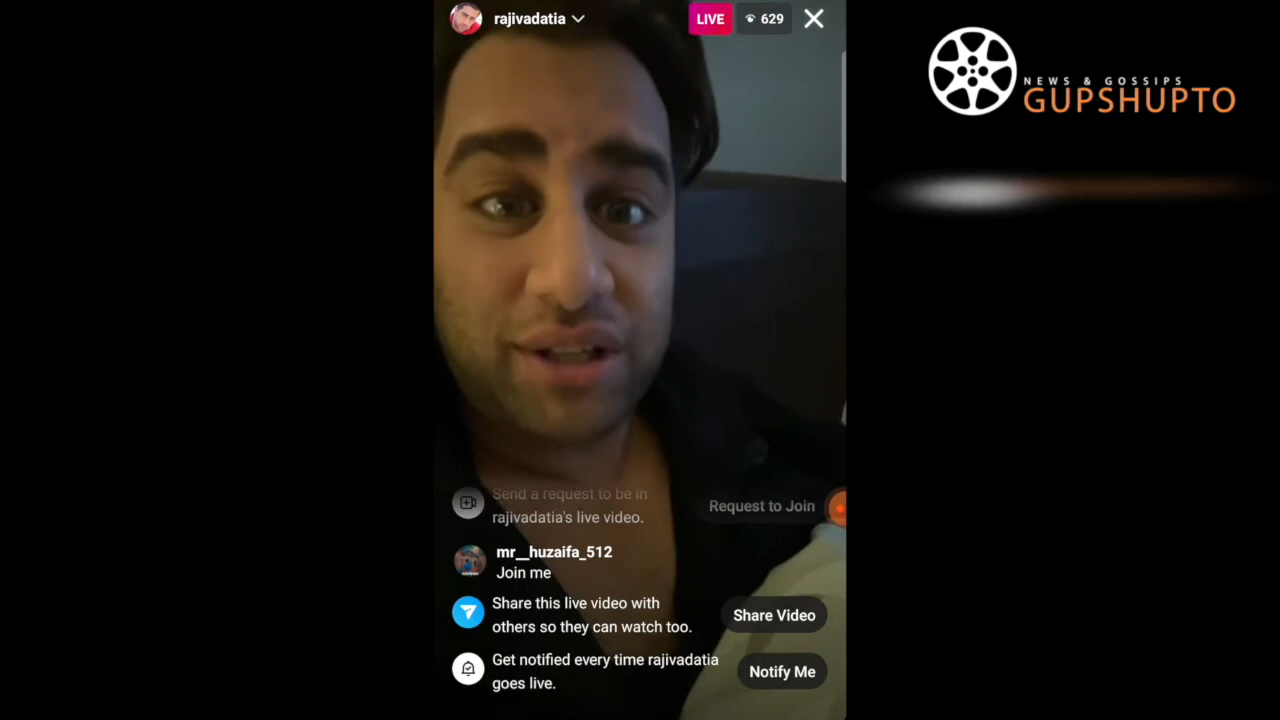 rajivadatia
LIVE
629
NEWS & GOSSIPS
GUPSHUPTO
Send a request to be in
rajivadatia's live video.
Request to Join
mr__huzaifa_512
Join me
Share this live video with
others so they can watch too.
Share Video
Get notified every time rajivadatia
goes live.
Notify Me